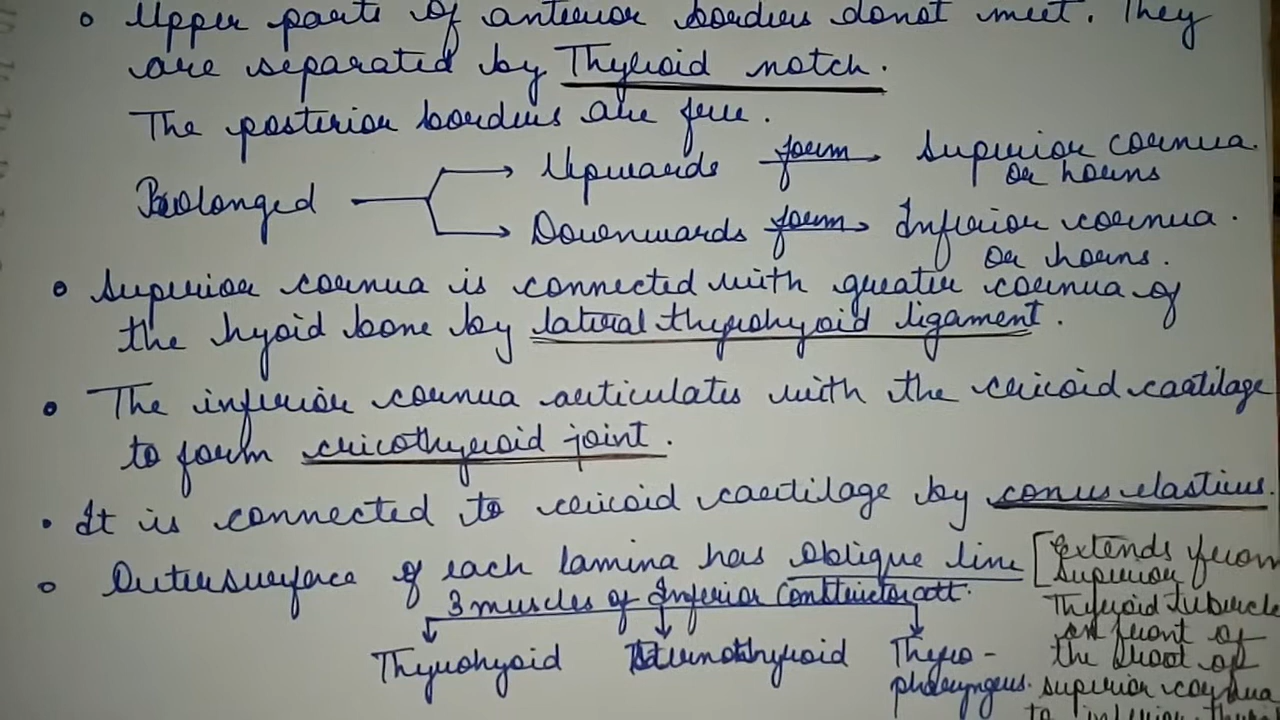 Upper parts of anterior borders donot meet. They
are separated by Thyroid notch.
The posterior borders are free.
Prolonged
Upwards form Superior cornua
or horns
Downwards form Inferior cornua.
or horns.
Superior cornua is connected with greater cornua of
the hyoid bone by lateral thyrohyoid ligament.
The inferior cornua articulates with the cricoid cartilage
to form cricothyroid joint.
It is connected to cricoid cartilage by conus elasticus.
Outer surface of each lamina has oblique line
3 muscles of Inferior Constrictor att.
Thyrohyoid Sternothyroid Thyro-
pharyngeus.
[extends from
superior
Thyroid tubercle
in front of
the root of
superior cornua
to inferior